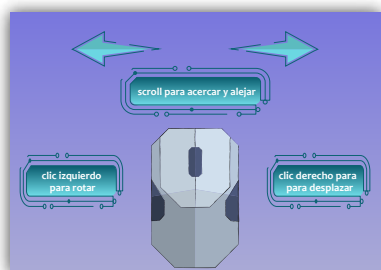 scroll para acercar y alejar
clic izquierdo
para rotar
clic derecho para
para desplazar